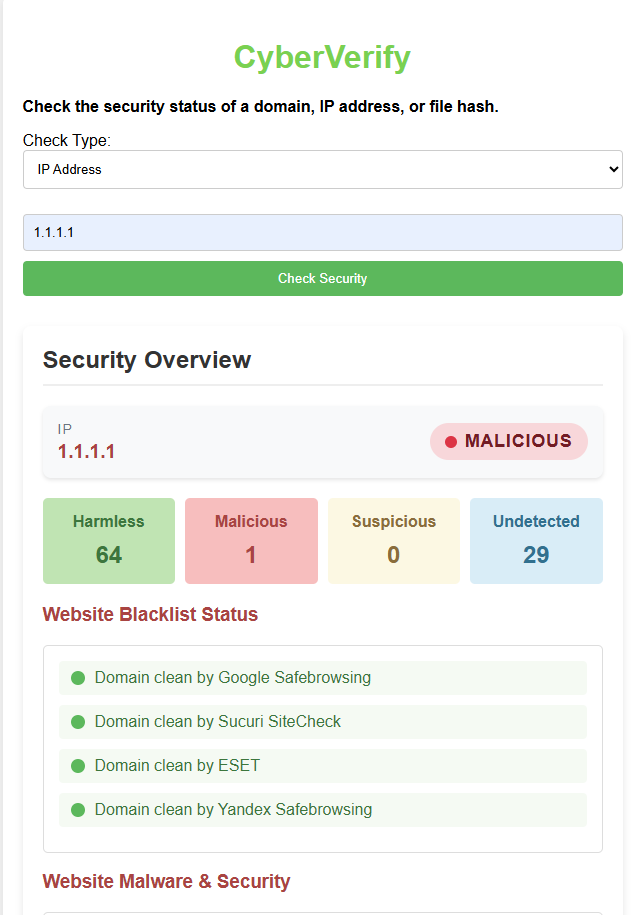 CyberVerify
Check the security status of a domain, IP address, or file hash.
Check Type:
IP Address
1.1.1.1
Check Security
Security Overview
IP
1.1.1.1
MALICIOUS
Harmless
64
Malicious
1
Suspicious
0
Undetected
29
Website Blacklist Status
Domain clean by Google Safebrowsing
Domain clean by Sucuri SiteCheck
Domain clean by ESET
Domain clean by Yandex Safebrowsing
Website Malware & Security